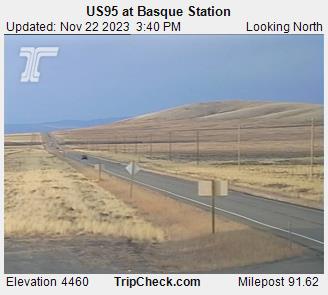 US95 at Basque Station
Updated: Nov 22 2023 3:40 PM Looking North
Elevation 4460 TripCheck.com Milepost 91.62